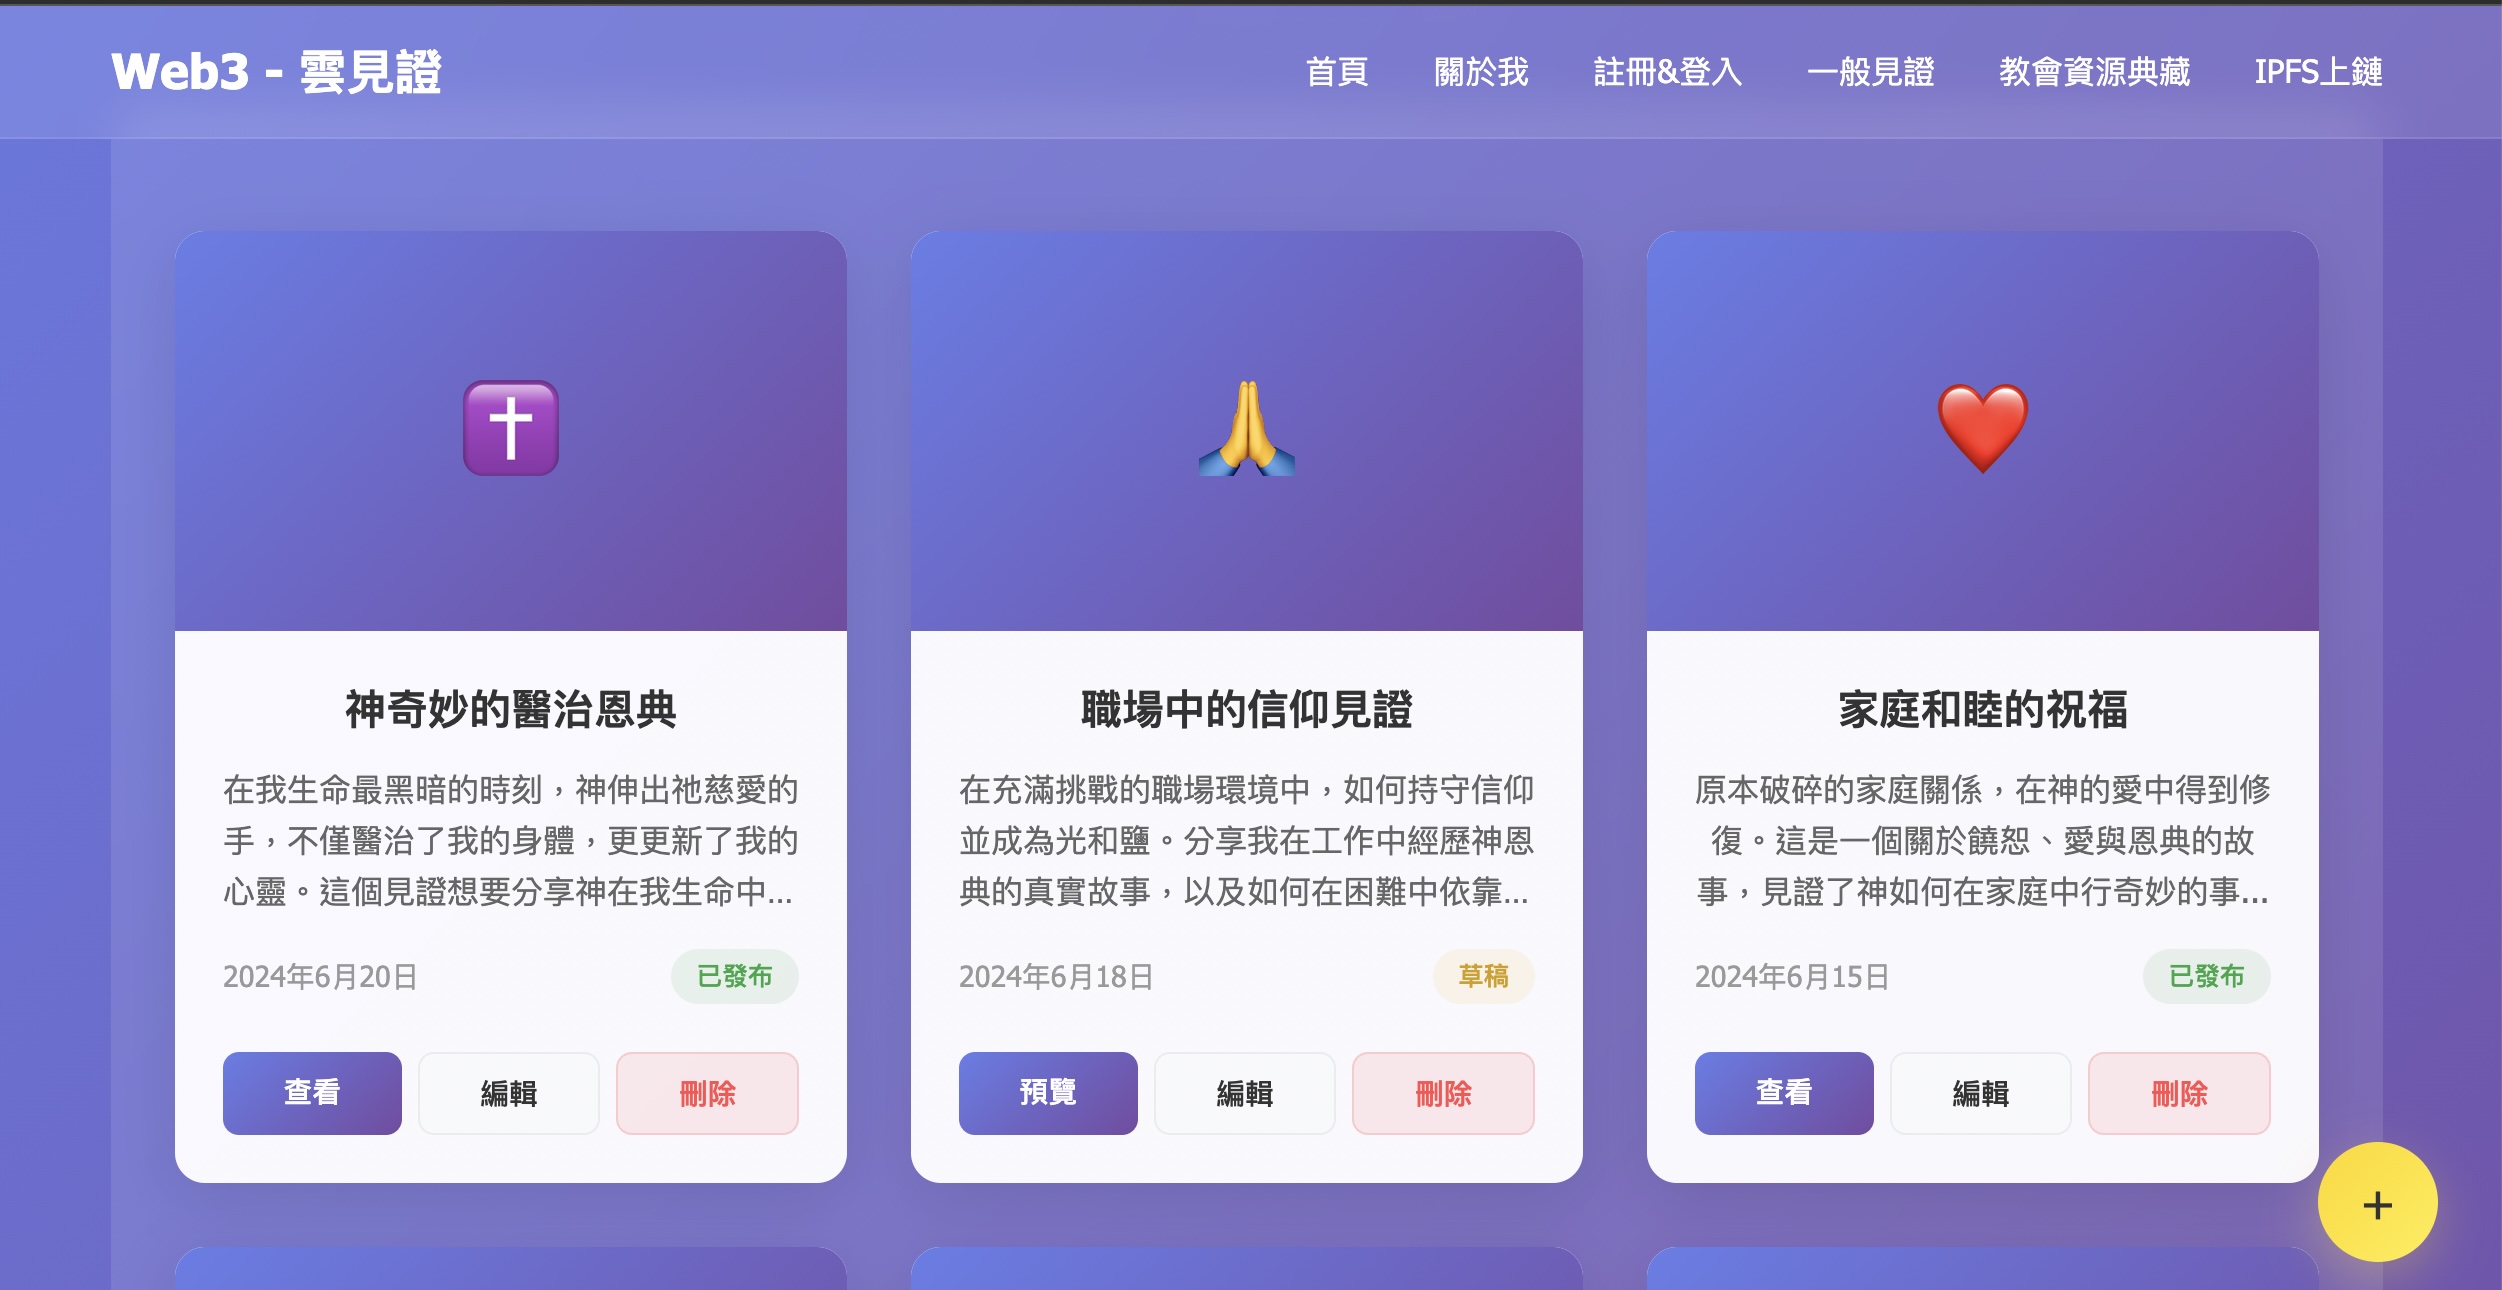 Web3 - 雲見證
首頁
關於我
註冊&登入
一般見證
教會資源典藏
IPFS上鏈
神奇妙的醫治恩典
在我生命最黑暗的時刻，神伸出祂慈愛的
手，不僅醫治了我的身體，更更新了我的
心靈。這個見證想要分享神在我生命中...
2024年6月20日
已發布
查看
編輯
刪除
職場中的信仰見證
在充滿挑戰的職場環境中，如何持守信仰
並成為光和鹽。分享我在工作中經歷神恩
典的真實故事，以及如何在困難中依靠...
2024年6月18日
草稿
預覽
編輯
刪除
家庭和睦的祝福
原本破碎的家庭關係，在神的愛中得到修
復。這是一個關於饒恕、愛與恩典的故
事，見證了神如何在家庭中行奇妙的事...
2024年6月15日
已發布
查看
編輯
刪除
+